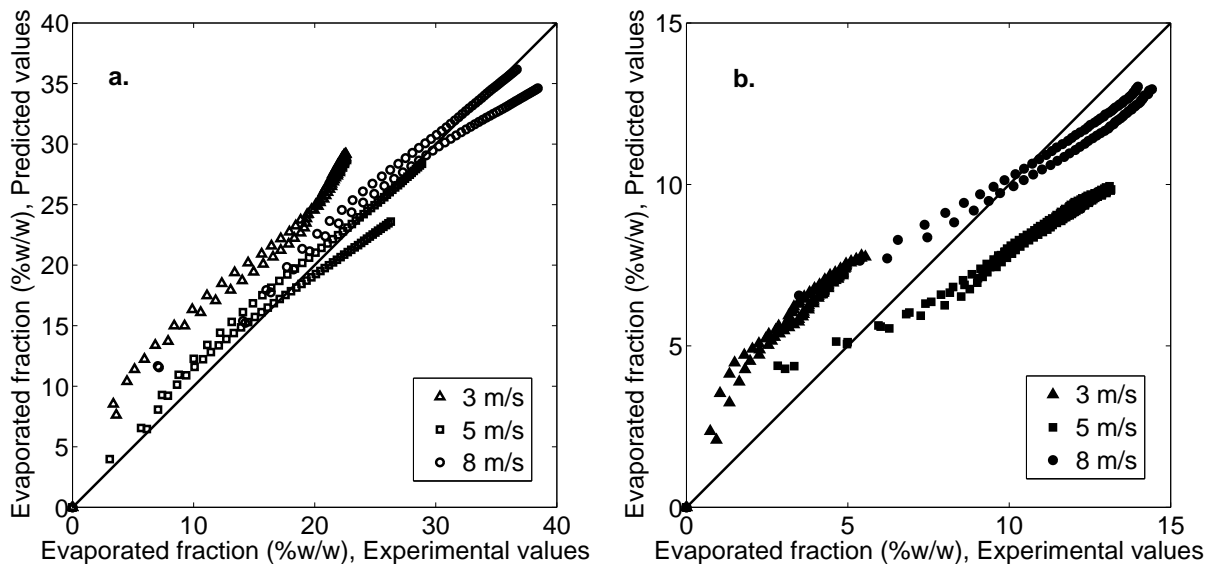 a.
Evaporated fraction (%w/w), Predicted values
40
35
30
25
20
15
10
5
0
0
10
20
30
40
Evaporated fraction (%w/w), Experimental values
3 m/s
5 m/s
8 m/s
b.
Evaporated fraction (%w/w), Predicted values
15
10
5
0
0
5
10
15
Evaporated fraction (%w/w), Experimental values
3 m/s
5 m/s
8 m/s